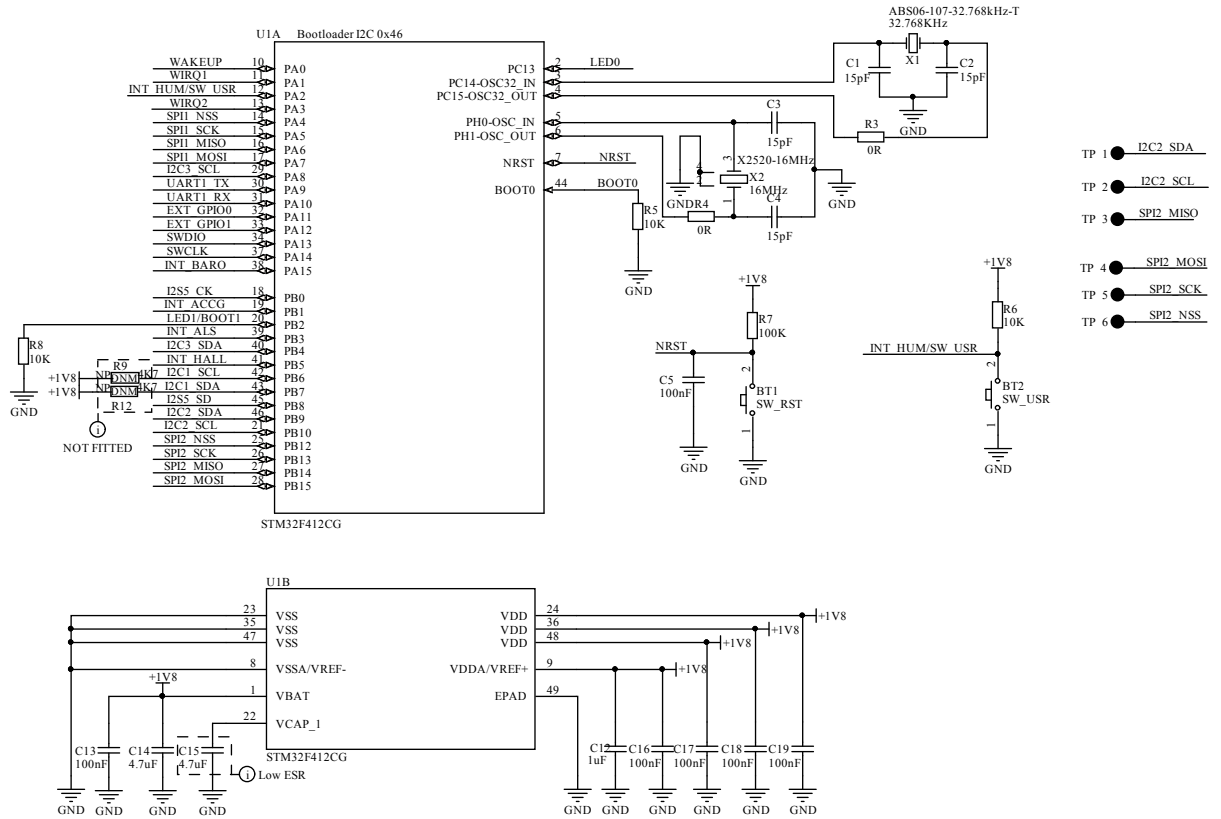 ABS06-107-32.768kHz-T
32.768KHz
X1
C1
15pF
C2
15pF
GND
R3
0R
U1A Bootloader I2C 0x46
WAKEUP 10 PA0
WIRQ1 11 PA1
INT_HUM/SW_USR 12 PA2
WIRQ2 13 PA3
SPI1_NSS 14 PA4
SPI1_SCK 15 PA5
SPI1_MISO 16 PA6
SPI1_MOSI 17 PA7
I2C3_SCL 29 PA8
UART1_TX 30 PA9
UART1_RX 31 PA10
EXT_GPIO0 32 PA11
EXT_GPIO1 33 PA12
SWDIO 34 PA13
SWCLK 37 PA14
INT_BARO 38 PA15
I2S5_CK 18 PB0
INT_ACCG 19 PB1
LED1/BOOT1 20 PB2
INT_ALS 39 PB3
I2C3_SDA 40 PB4
INT_HALL 41 PB5
I2C1_SCL 42 PB6
I2C1_SDA 43 PB7
I2S5_SD 45 PB8
I2C2_SDA 46 PB9
I2C2_SCL 21 PB10
SPI2_NSS 25 PB12
SPI2_SCK 26 PB13
SPI2_MISO 27 PB14
SPI2_MOSI 28 PB15
STM32F412CG
PC13 2 LED0
PC14-OSC32_IN 3
PC15-OSC32_OUT 4
PH0-OSC_IN 5
PH1-OSC_OUT 6
NRST 7 NRST
BOOT0 44 BOOT0
R8
10K
GND
R9
+1V8 NP DNM 4K7
+1V8 NP DNM 4K7
R12
i
NOT FITTED
C3
15pF
3
X2520-16MHz
X2
16MHz
1
4
2
GND
R4
0R
C4
15pF
GND
R5
10K
GND
TP 1 I2C2_SDA
TP 2 I2C2_SCL
TP 3 SPI2_MISO
TP 4 SPI2_MOSI
TP 5 SPI2_SCK
TP 6 SPI2_NSS
+1V8
R7
100K
NRST
C5
100nF
2
BT1
SW_RST
1
GND
GND
+1V8
R6
10K
INT_HUM/SW_USR
2
BT2
SW_USR
1
GND
U1B
23 VSS
35 VSS
47 VSS
8 VSSA/VREF-
1 VBAT
22 VCAP_1
VDD 24 +1V8
VDD 36 +1V8
VDD 48 +1V8
VDDA/VREF+ 9 +1V8
EPAD 49
STM32F412CG
+1V8
C13
100nF
C14
4.7uF
C15
4.7uF
i Low ESR
C12
1uF
C16
100nF
C17
100nF
C18
100nF
C19
100nF
GND GND GND GND GND GND GND GND GND GND